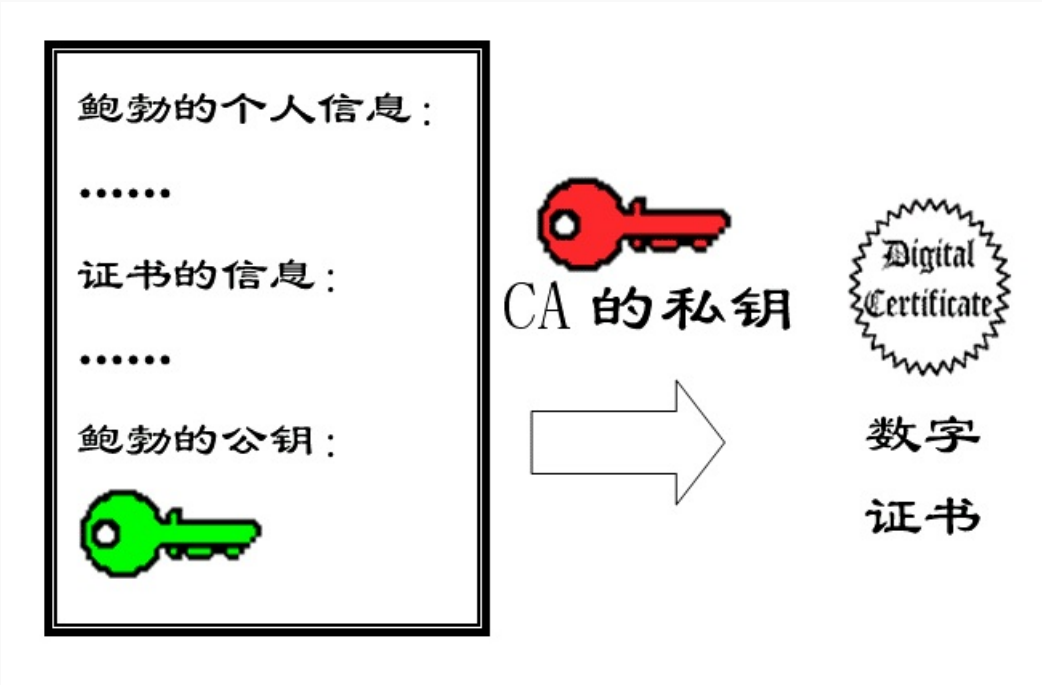 鲍勃的个人信息：
……
证书的信息：
……
鲍勃的公钥：
CA 的私钥
Digital
Certificate
数字
证书